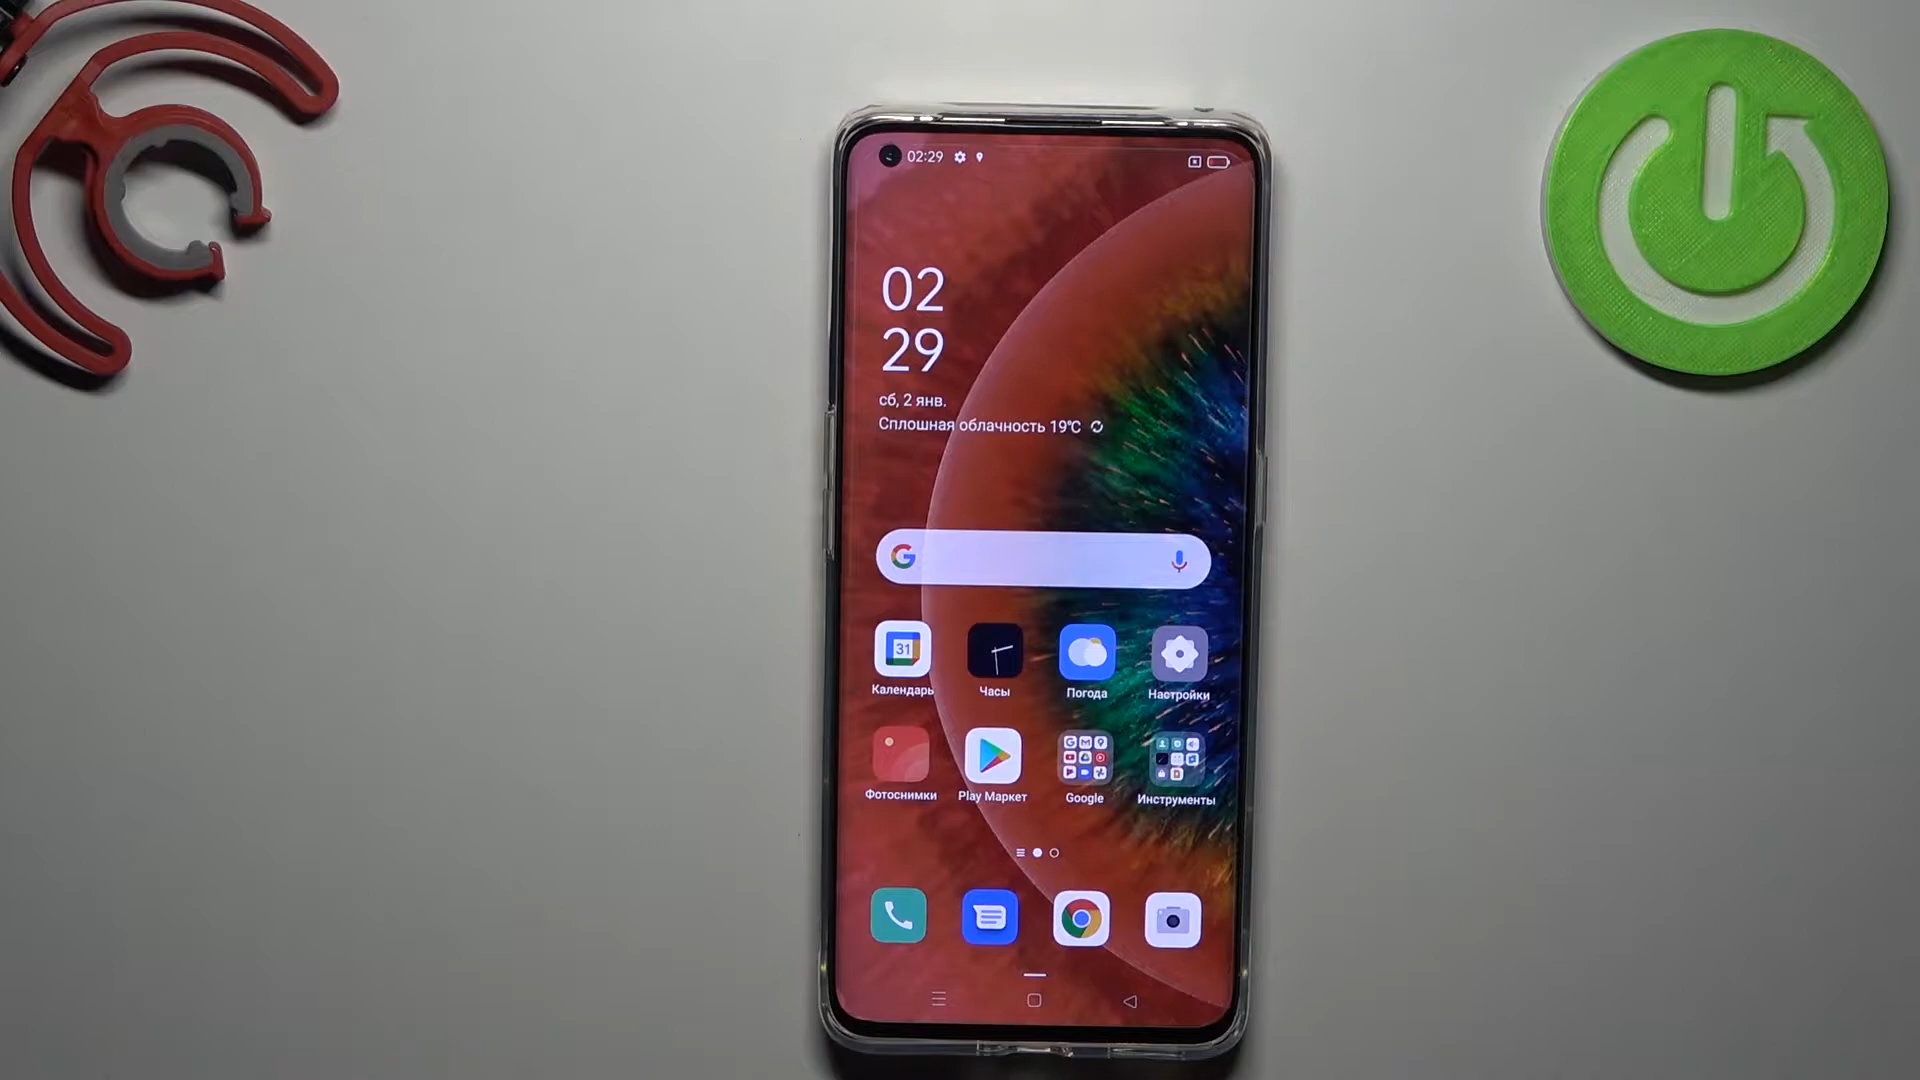 02:29
02
29
сб, 2 янв.
Сплошная облачность 19°C
31
Календарь
Часы
Погода
Настройки
Фотоснимки
Play Маркет
Google
Инструменты